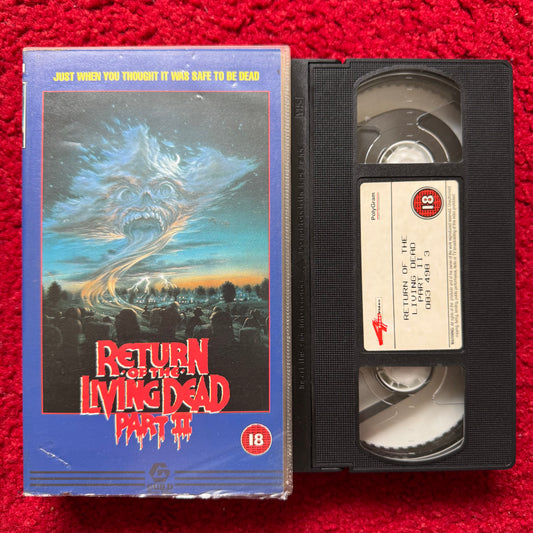 JUST WHEN YOU THOUGHT IT WAS SAFE TO BE DEAD
RETURN
OF THE
LIVING DEAD
PART II
18
18
PolyGram
RETURN OF THE
LIVING DEAD
PART II
083 498 3